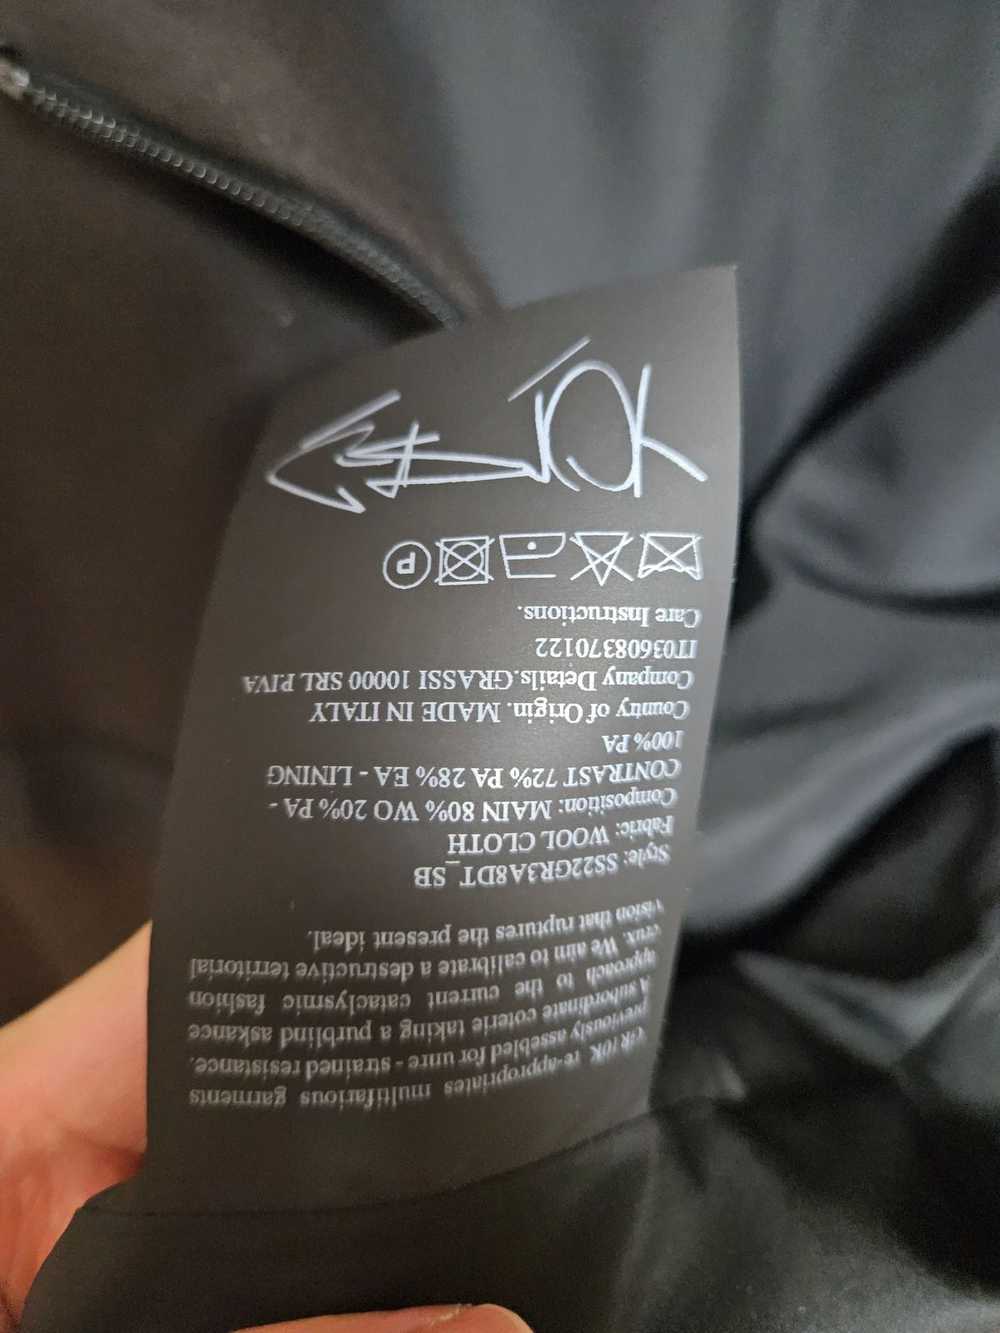 GR10K re-appropriates multifarious garments
previously assebled for unre - strained resistance.
A subordinate coterie taking a purblind askance
approach to the current cataclysmic fashion
crux. We aim to calibrate a destructive territorial
vision that ruptures the present ideal.
Style: SS22GR3A8DT_SB
Fabric: WOOL CLOTH
Composition: MAIN 80% WO 20% PA -
CONTRAST 72% PA 28% EA - LINING
100% PA
Country of Origin. MADE IN ITALY
Company Details.GRASSI 10000 SRL PIVA
IT03608370122
Care Instructions.
P